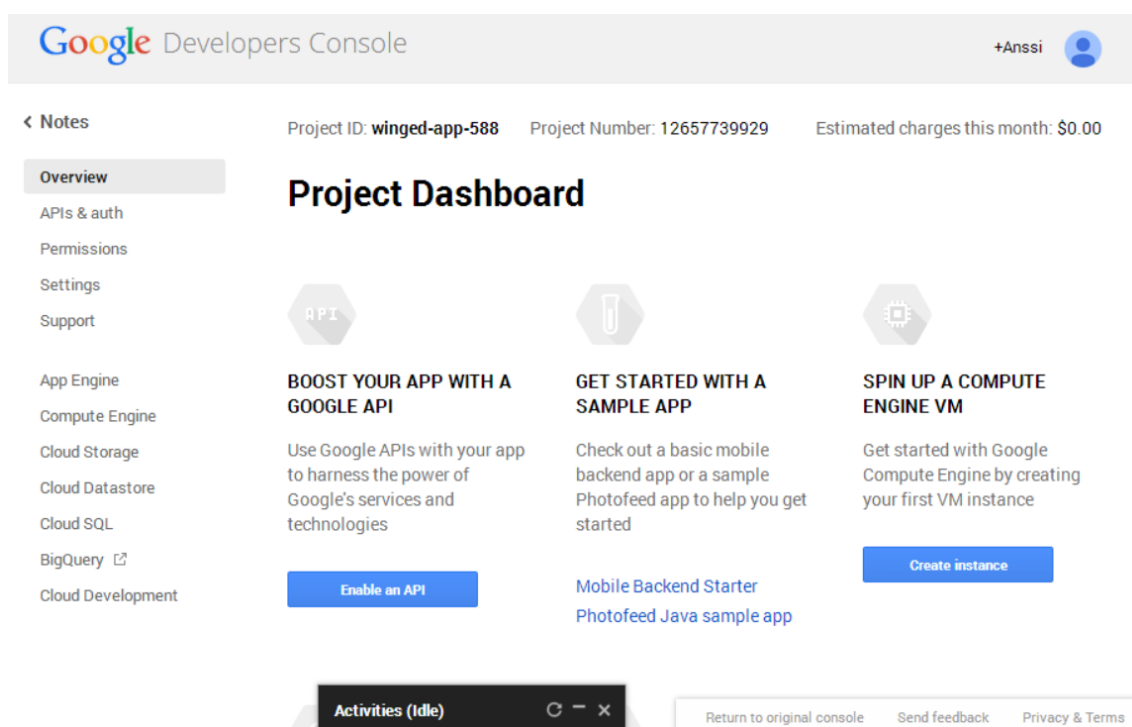 Google Developers Console
+Anssi
Notes
Project ID: winged-app-588 Project Number: 12657739929 Estimated charges this month: $0.00
Overview
APIs & auth
Permissions
Settings
Support
App Engine
Compute Engine
Cloud Storage
Cloud Datastore
Cloud SQL
BigQuery
Cloud Development
Project Dashboard
API
BOOST YOUR APP WITH A
GOOGLE API
Use Google APIs with your app
to harness the power of
Google's services and
technologies
Enable an API
GET STARTED WITH A
SAMPLE APP
Check out a basic mobile
backend app or a sample
Photofeed app to help you get
started
Mobile Backend Starter
Photofeed Java sample app
SPIN UP A COMPUTE
ENGINE VM
Get started with Google
Compute Engine by creating
your first VM instance
Create instance
Activities (Idle)
Return to original console Send feedback Privacy & Terms